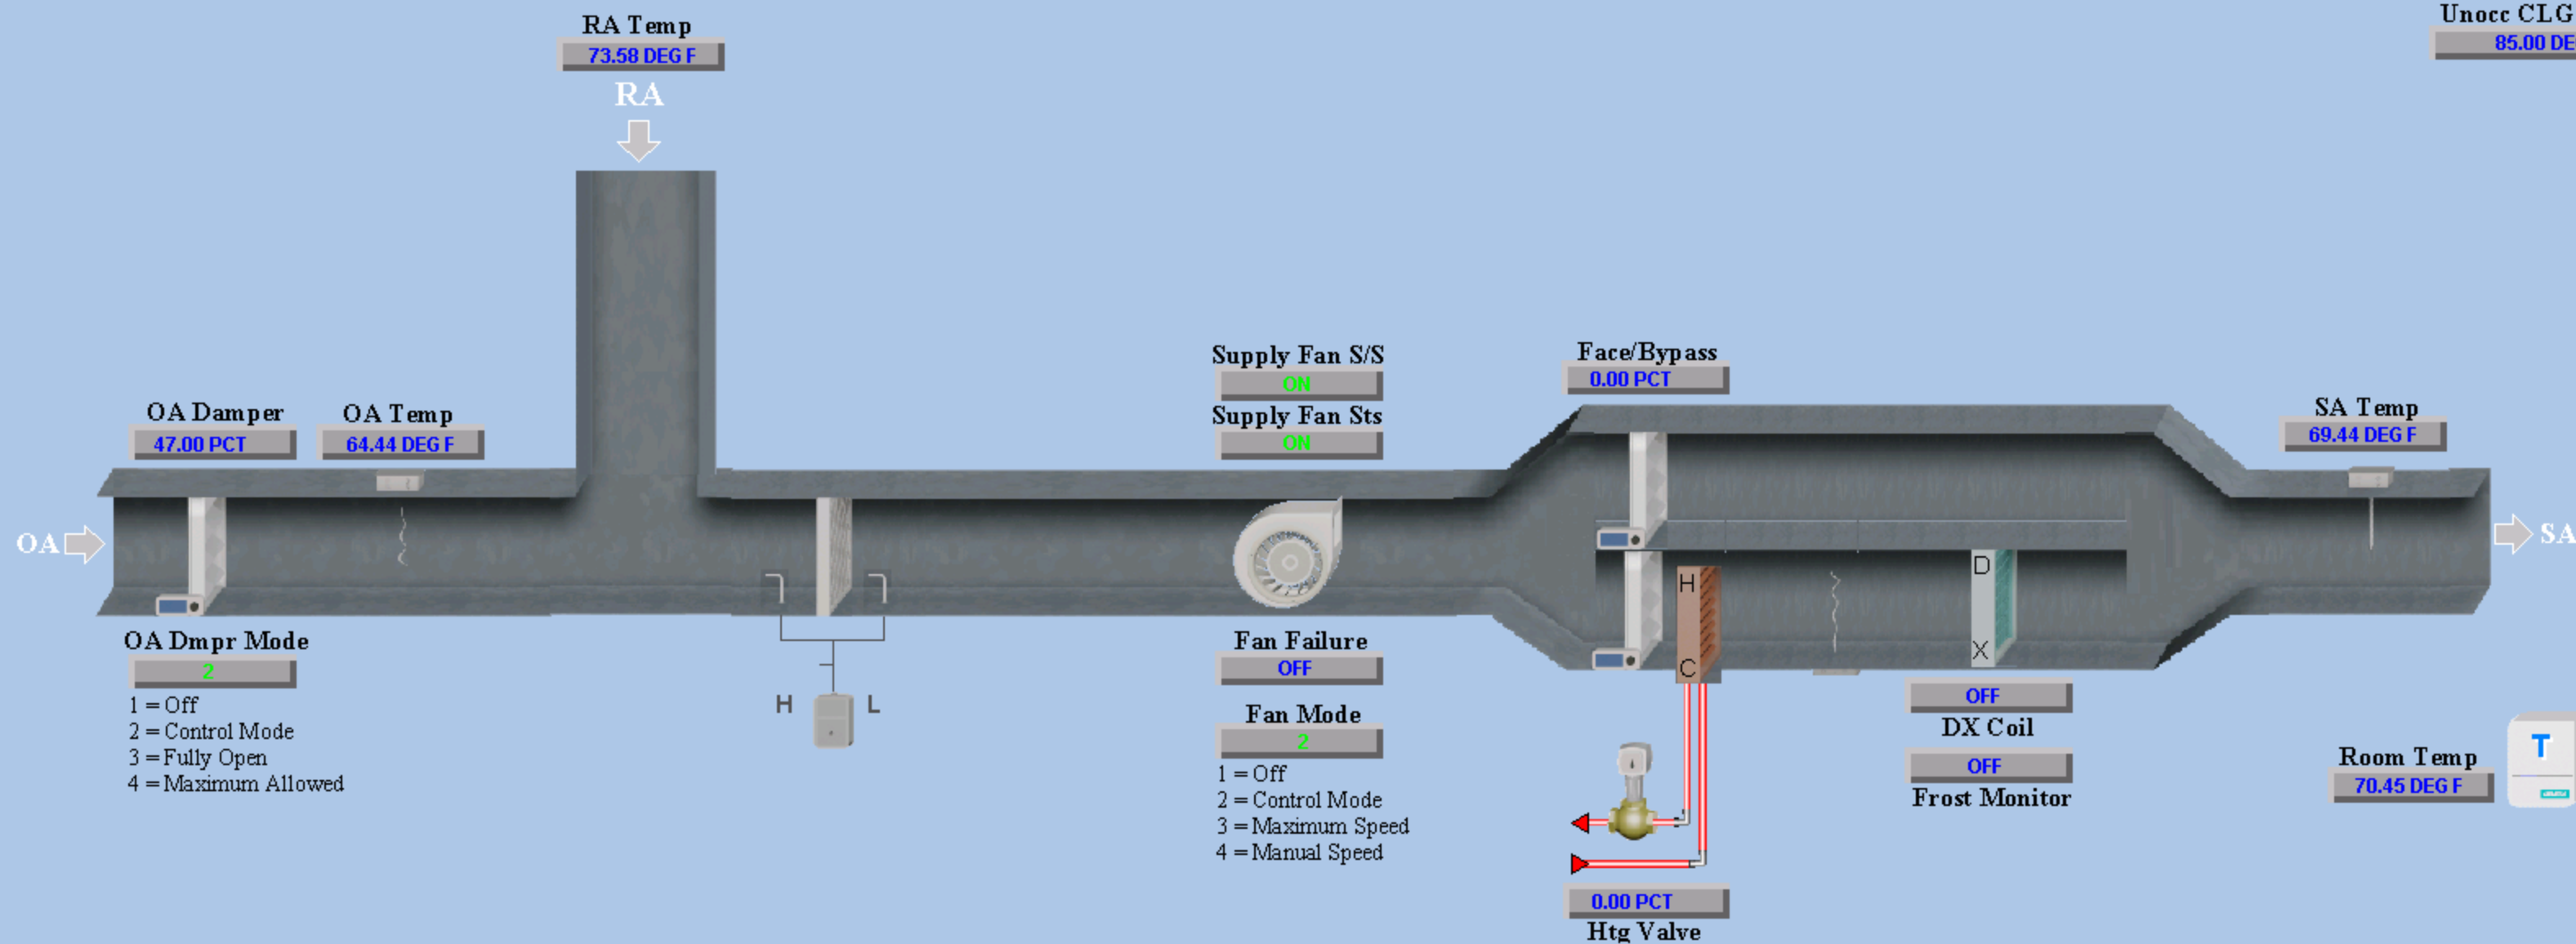 RA Temp
73.58 DEG F
RA
Unocc CLG
85.00 DE
Supply Fan S/S
ON
Supply Fan Sts
ON
Face/Bypass
0.00 PCT
OA Damper
47.00 PCT
OA Temp
64.44 DEG F
SA Temp
69.44 DEG F
OA
SA
H
C
D
X
OA Dmpr Mode
2
1 = Off
2 = Control Mode
3 = Fully Open
4 = Maximum Allowed
H
L
Fan Failure
OFF
Fan Mode
2
1 = Off
2 = Control Mode
3 = Maximum Speed
4 = Manual Speed
OFF
DX Coil
OFF
Frost Monitor
Room Temp
70.45 DEG F
T
0.00 PCT
Htg Valve